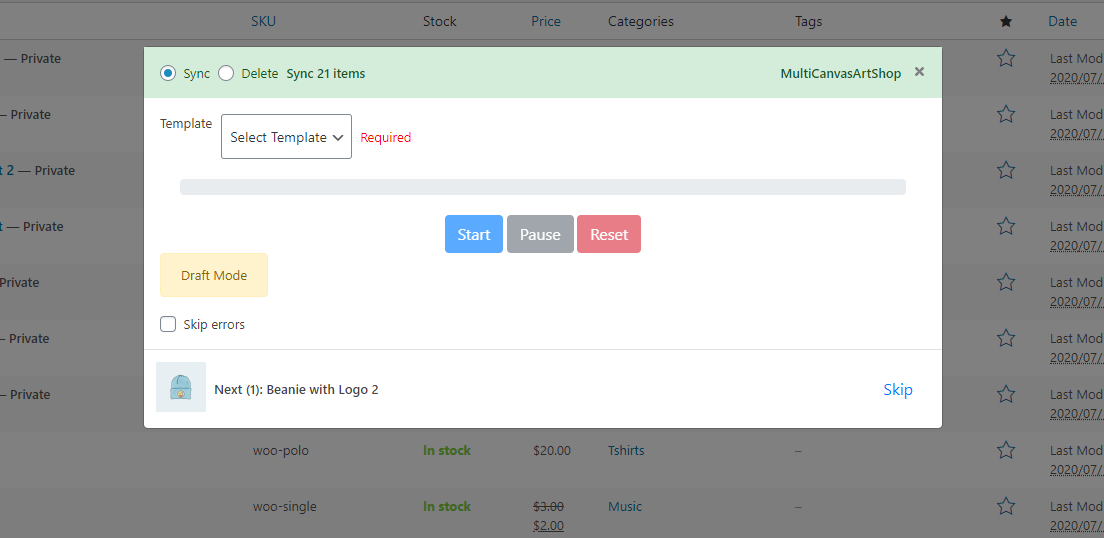 SKU Stock Price Categories Tags Date
— Private Last Mod
2020/07/
Sync Delete Sync 21 items MultiCanvasArtShop ×
— Private Last Mod
Template Select Template Required
2020/07/
t 2 — Private Last Mod
2020/07/
t — Private Last Mod
Start Pause Reset
2020/07/
Draft Mode
Private Last Mod
2020/07/
Skip errors
— Private Last Mod
2020/07/
Next (1): Beanie with Logo 2 Skip
— Private Last Mod
2020/07/
woo-polo In stock $20.00 Tshirts – Last Mod
2020/07/
woo-single In stock $3.00 Music – Last Mod
$2.00 2020/07/